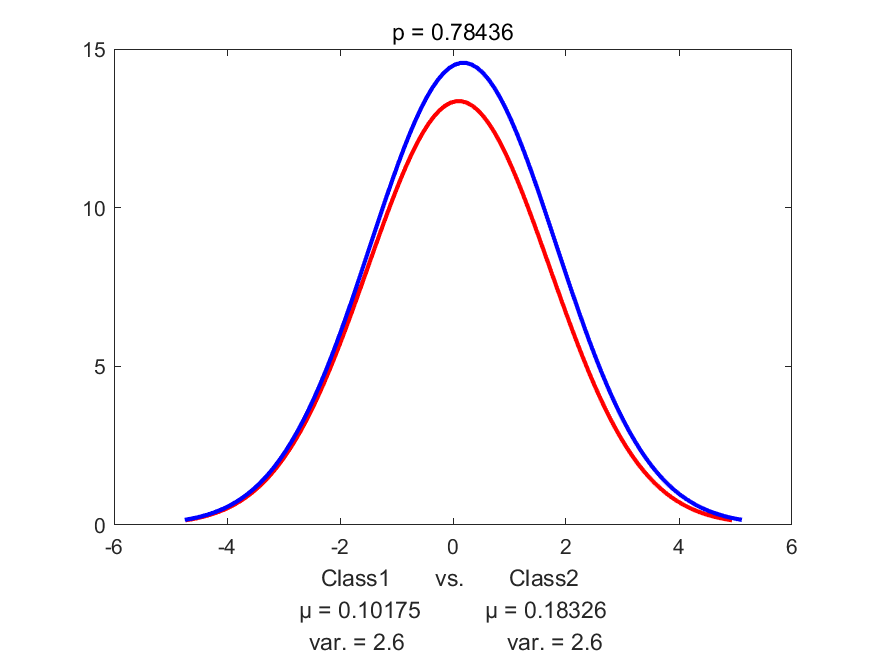 p = 0.78436
15
10
5
0
-6 -4 -2 0 2 4 6
Class1 vs. Class2
µ = 0.10175 µ = 0.18326
var. = 2.6 var. = 2.6